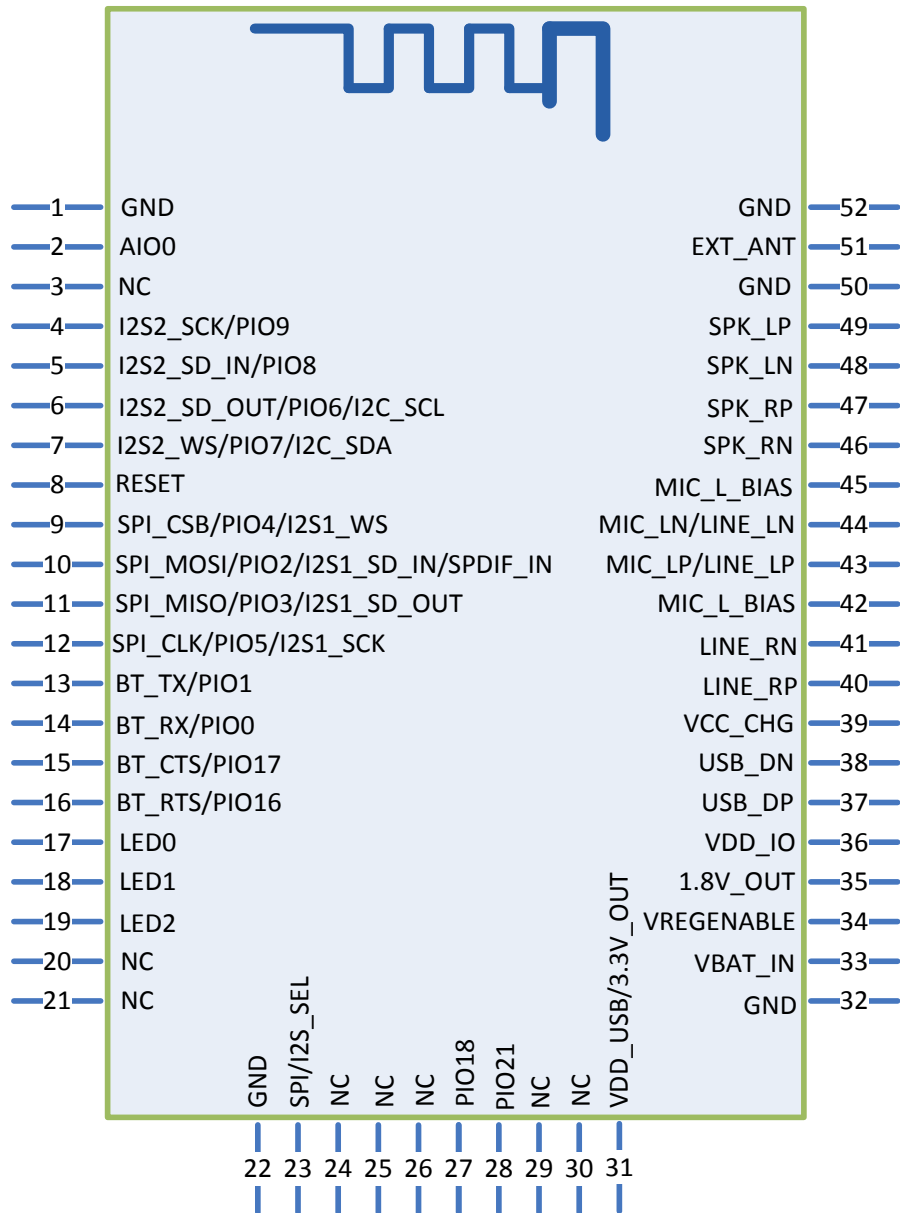 1 GND GND 52
2 AIO0 EXT_ANT 51
3 NC GND 50
4 I2S2_SCK/PIO9 SPK_LP 49
5 I2S2_SD_IN/PIO8 SPK_LN 48
6 I2S2_SD_OUT/PIO6/I2C_SCL SPK_RP 47
7 I2S2_WS/PIO7/I2C_SDA SPK_RN 46
8 RESET MIC_L_BIAS 45
9 SPI_CSB/PIO4/I2S1_WS MIC_LN/LINE_LN 44
10 SPI_MOSI/PIO2/I2S1_SD_IN/SPDIF_IN MIC_LP/LINE_LP 43
11 SPI_MISO/PIO3/I2S1_SD_OUT MIC_L_BIAS 42
12 SPI_CLK/PIO5/I2S1_SCK LINE_RN 41
13 BT_TX/PIO1 LINE_RP 40
14 BT_RX/PIO0 VCC_CHG 39
15 BT_CTS/PIO17 USB_DN 38
16 BT_RTS/PIO16 USB_DP 37
17 LED0 VDD_IO 36
18 LED1 1.8V_OUT 35
19 LED2 VREGENABLE 34
20 NC VBAT_IN 33
21 NC GND 32
GND SPI/I2S_SEL NC NC NC PIO18 PIO21 NC NC VDD_USB/3.3V_OUT
22 23 24 25 26 27 28 29 30 31